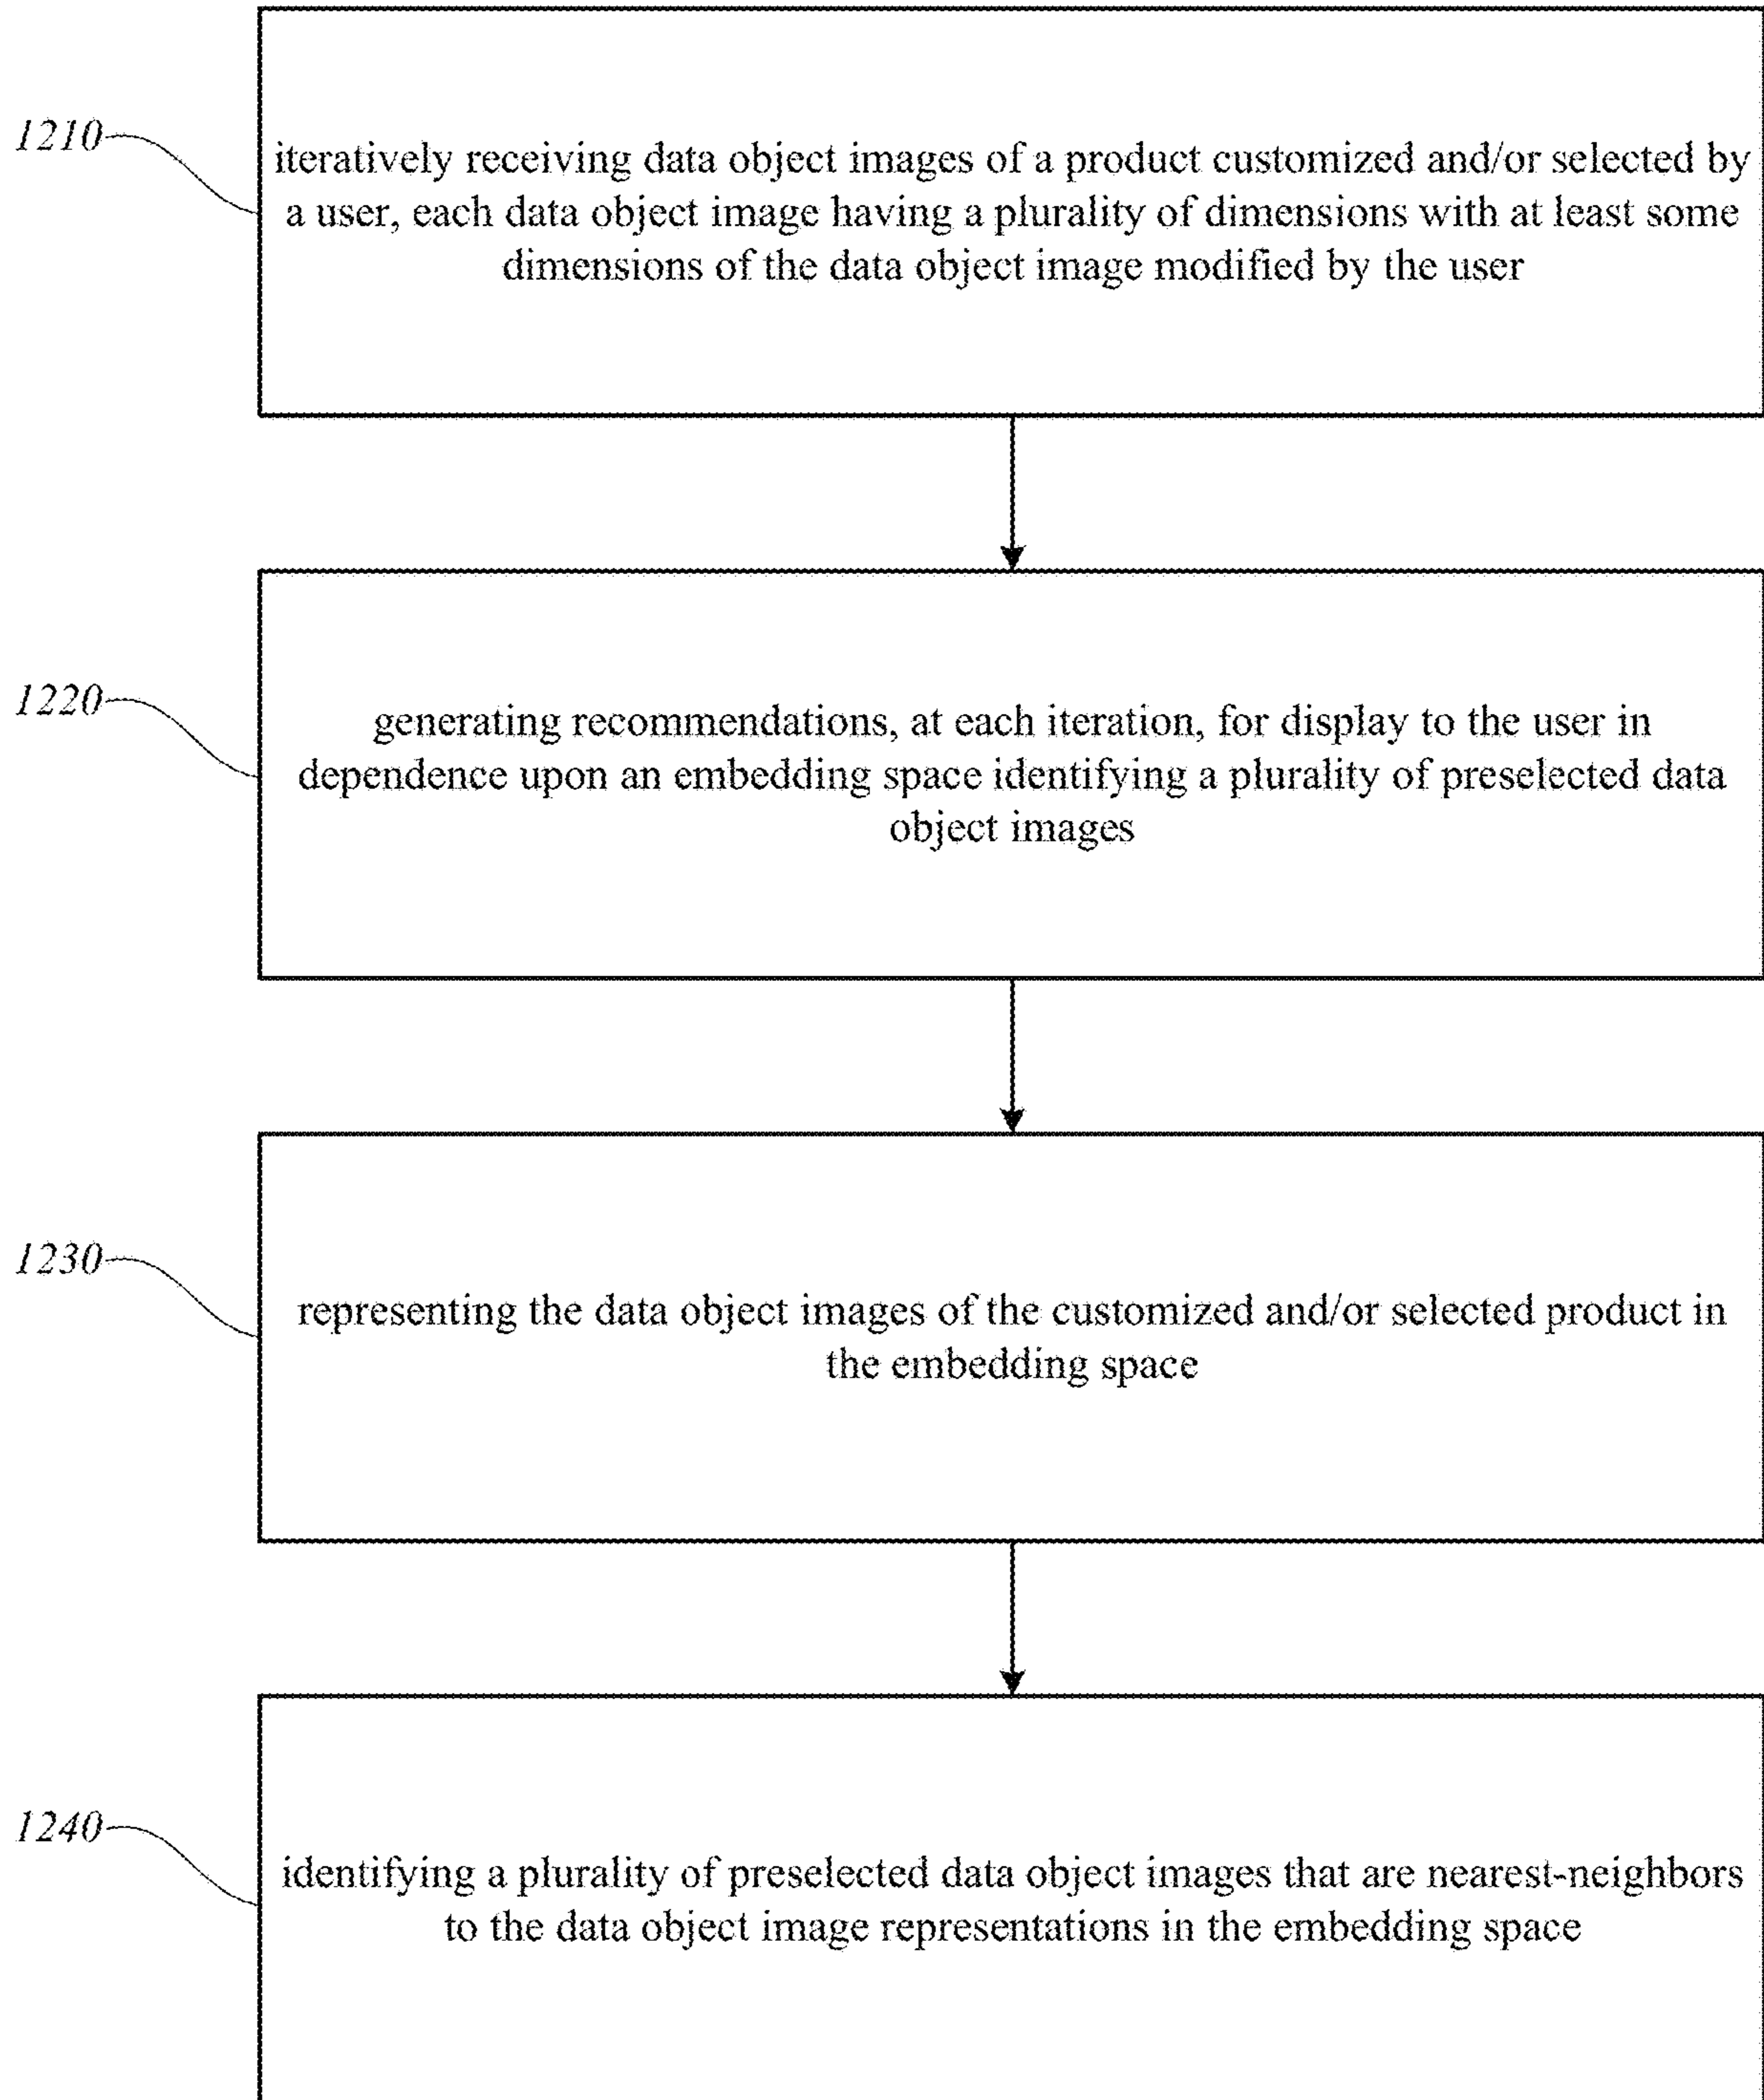 1210
iteratively receiving data object images of a product customized and/or selected by
a user, each data object image having a plurality of dimensions with at least some
dimensions of the data object image modified by the user
1220
generating recommendations, at each iteration, for display to the user in
dependence upon an embedding space identifying a plurality of preselected data
object images
1230
representing the data object images of the customized and/or selected product in
the embedding space
1240
identifying a plurality of preselected data object images that are nearest-neighbors
to the data object image representations in the embedding space